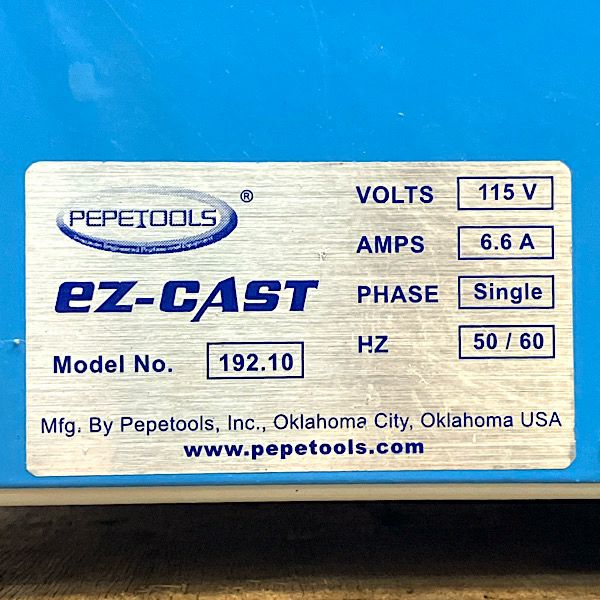 PEPETOOLS ®
ez-cAST
Model No. 192.10
VOLTS 115 V
AMPS 6.6 A
PHASE Single
HZ 50 / 60
Mfg. By Pepetools, Inc., Oklahoma City, Oklahoma USA
www.pepetools.com